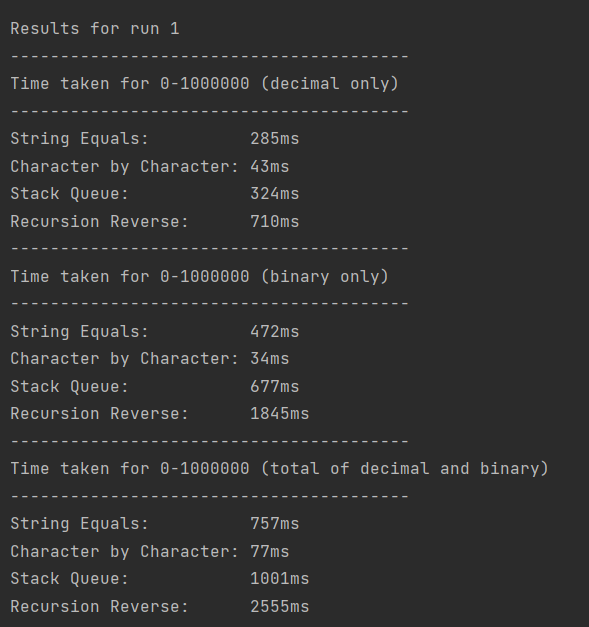 Results for run 1
----------------------------------------
Time taken for 0-1000000 (decimal only)
----------------------------------------
String Equals:          285ms
Character by Character: 43ms
Stack Queue:            324ms
Recursion Reverse:      710ms
----------------------------------------
Time taken for 0-1000000 (binary only)
----------------------------------------
String Equals:          472ms
Character by Character: 34ms
Stack Queue:            677ms
Recursion Reverse:      1845ms
----------------------------------------
Time taken for 0-1000000 (total of decimal and binary)
----------------------------------------
String Equals:          757ms
Character by Character: 77ms
Stack Queue:            1001ms
Recursion Reverse:      2555ms